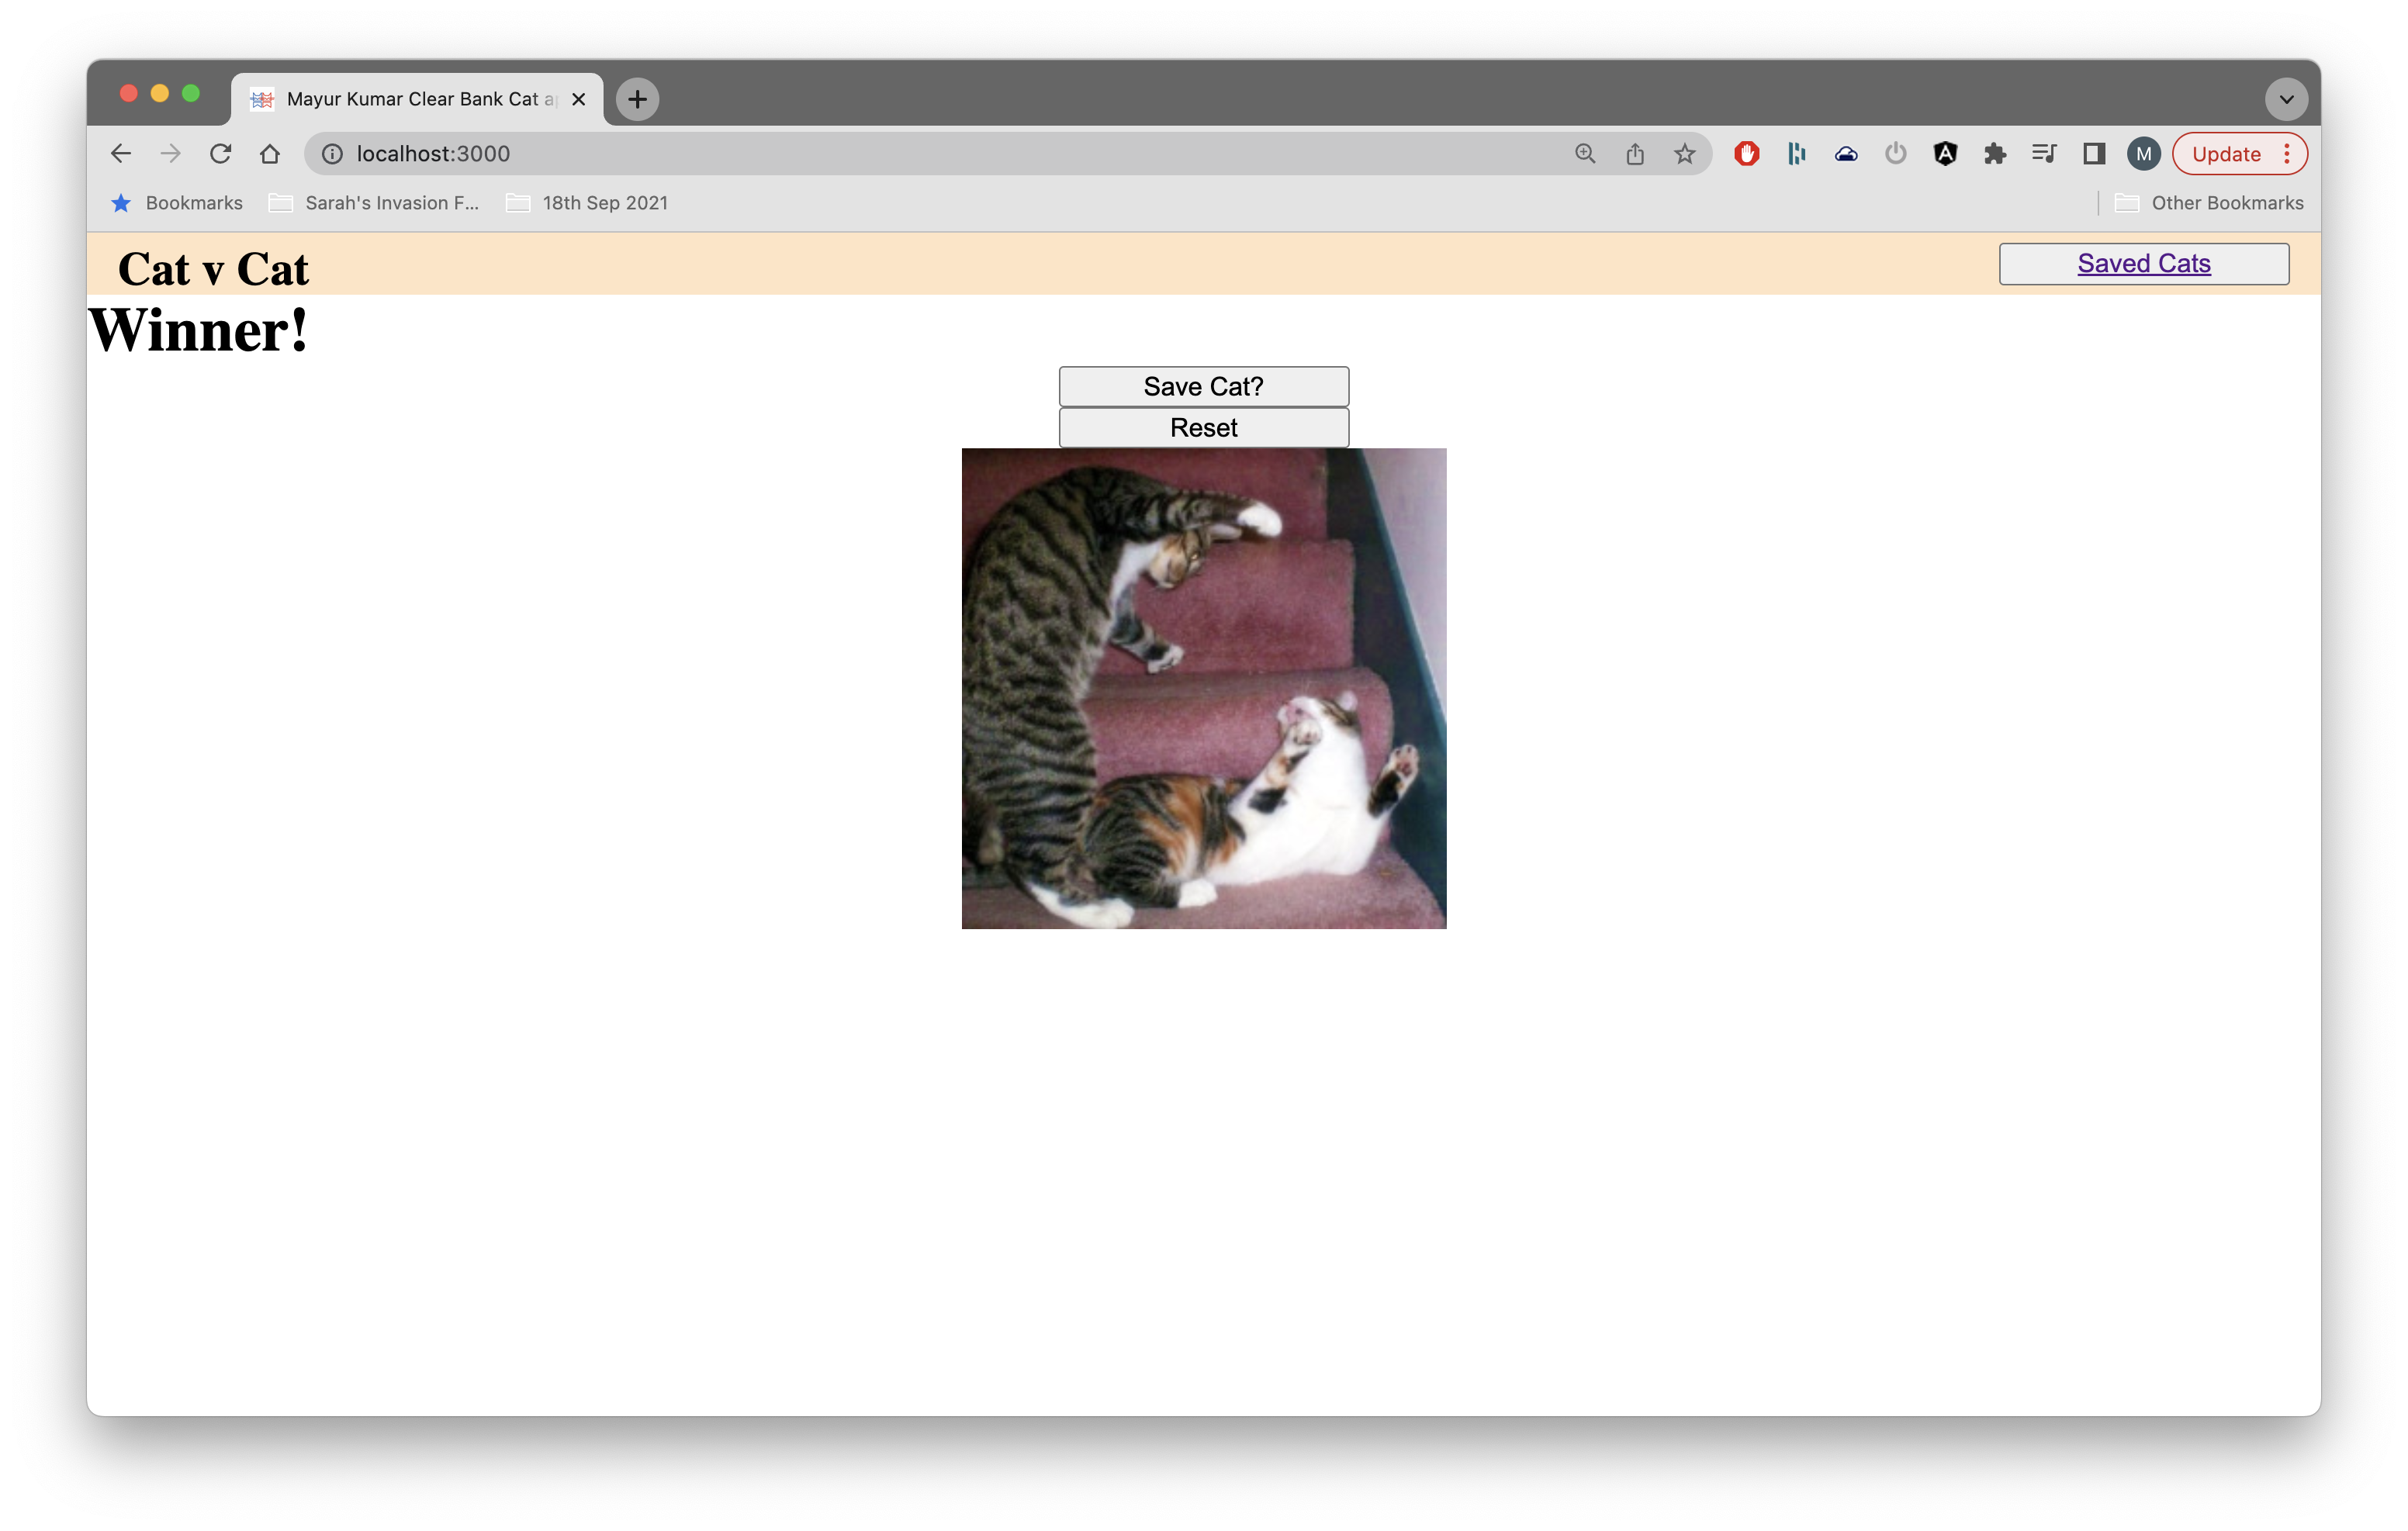 Mayur Kumar Clear Bank Cat
localhost:3000
M
Update
Bookmarks
Sarah's Invasion F...
18th Sep 2021
Other Bookmarks
Cat v Cat
Saved Cats
Winner!
Save Cat?
Reset